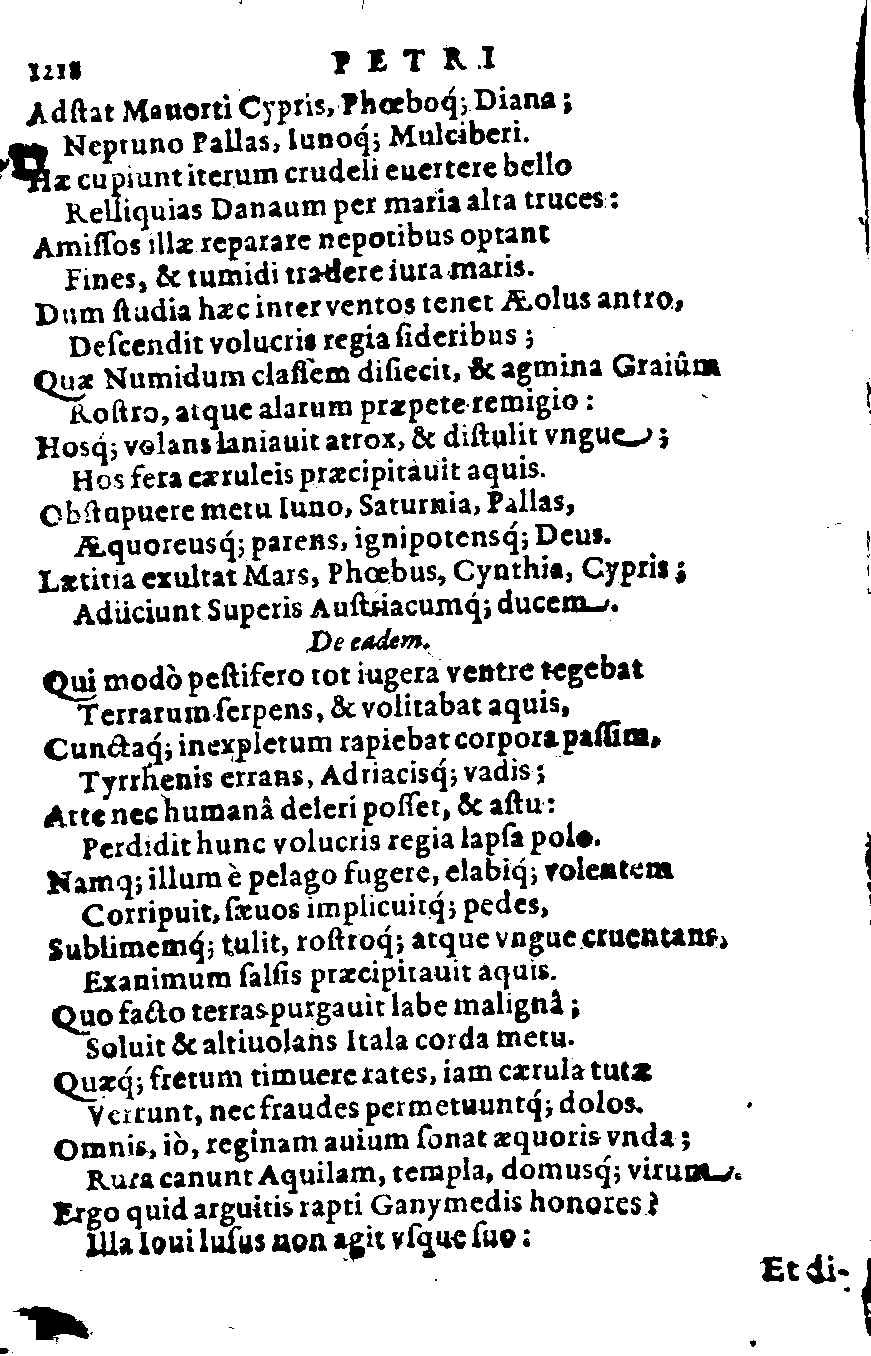 1218 PETRI
Adſtat Mauorti Cypris, Phœboq́; Diana;
Neptuno Pallas, Iunoq́; Mulciberi.
Hæ cupiunt iterum crudeli euertere bello
Relliquias Danaum per maria alta truces:
Amiſſos illæ reparare nepotibus optant
Fines, & tumidi tradere iura maris.
Dum ſtudia hæc inter ventos tenet Æolus antro,
Deſcendit volucris regia ſideribus;
Quæ Numidum claſſem diſiecit, & agmina Graiûm
Roſtro, atque alarum præpete remigio:
Hosq́; volans laniauit atrox, & diſtulit vngue;
Hos fera cæruleis præcipitauit aquis.
Obſtupuere metu Iuno, Saturnia, Pallas,
Æquoreusq́; parens, ignipotensq́; Deus.
Lætitia exultat Mars, Phœbus, Cynthia, Cypris;
Adiiciunt Superis Auſtriacumq́; ducem.
De eadem.
Qui modò peſtifero tot iugera ventre tegebat
Terrarum ſerpens, & volitabat aquis,
Cunctaq́; inexpletum rapiebat corpora paſſim,
Tyrrhenis errans, Adriacisq́; vadis;
Arte nec humanâ deleri poſſet, & aſtu:
Perdidit hunc volucris regia lapſa polo.
Namq; illum è pelago fugere, elabiq́; volentem
Corripuit, ſæuos implicuitq́; pedes,
Sublimemq́; tulit, roſtroq́; atque vngue cruentans,
Exanimum ſalſis præcipitauit aquis.
Quo facto terras purgauit labe malignâ;
Soluit & altiuolans Itala corda metu.
Quæq́; fretum timuere rates, iam cærula tutæ
Verrunt, nec fraudes permetuuntq́; dolos.
Omnis, iò, reginam auium ſonat æquoris vnda;
Rura canunt Aquilam, templa, domusq́; virum.
Ergo quid arguitis rapti Ganymedis honores?
Illa Ioui luſus non agit vſque ſuo:
Et di-